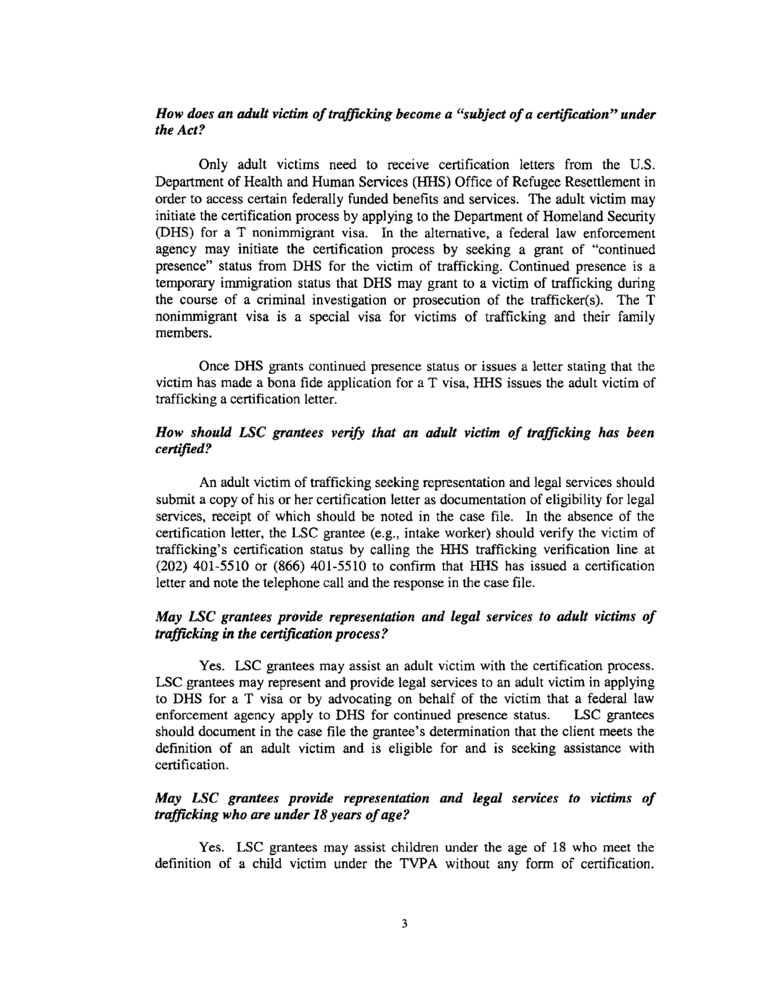 How does an adult victim of trafficking become a “subject of a certification” under
the Act?
Only adult victims need to receive certification letters from the U.S.
Department of Health and Human Services (HHS) Office of Refugee Resettlement in
order to access certain federally funded benefits and services. The adult victim may
initiate the certification process by applying to the Department of Homeland Security
(DHS) for a T nonimmigrant visa. In the alternative, a federal law enforcement
agency may initiate the certification process by seeking a grant of “continued
presence” status from DHS for the victim of trafficking. Continued presence is a
temporary immigration status that DHS may grant to a victim of trafficking during
the course of a criminal investigation or prosecution of the trafficker(s). The T
nonimmigrant visa is a special visa for victims of trafficking and their family
members.
Once DHS grants continued presence status or issues a letter stating that the
victim has made a bona fide application for a T visa, HHS issues the adult victim of
trafficking a certification letter.
How should LSC grantees verify that an adult victim of trafficking has been
certified?
An adult victim of trafficking seeking representation and legal services should
submit a copy of his or her certification letter as documentation of eligibility for legal
services, receipt of which should be noted in the case file. In the absence of the
certification letter, the LSC grantee (e.g., intake worker) should verify the victim of
trafficking’s certification status by calling the HHS trafficking verification line at
(202) 401-5510 or (866) 401-5510 to confirm that HHS has issued a certification
letter and note the telephone call and the response in the case file.
May LSC grantees provide representation and legal services to adult victims of
trafficking in the certification process?
Yes. LSC grantees may assist an adult victim with the certification process.
LSC grantees may represent and provide legal services to an adult victim in applying
to DHS for a T visa or by advocating on behalf of the victim that a federal law
enforcement agency apply to DHS for continued presence status. LSC grantees
should document in the case file the grantee’s determination that the client meets the
definition of an adult victim and is eligible for and is seeking assistance with
certification.
May LSC grantees provide representation and legal services to victims of
trafficking who are under 18 years of age?
Yes. LSC grantees may assist children under the age of 18 who meet the
definition of a child victim under the TVPA without any form of certification.
3